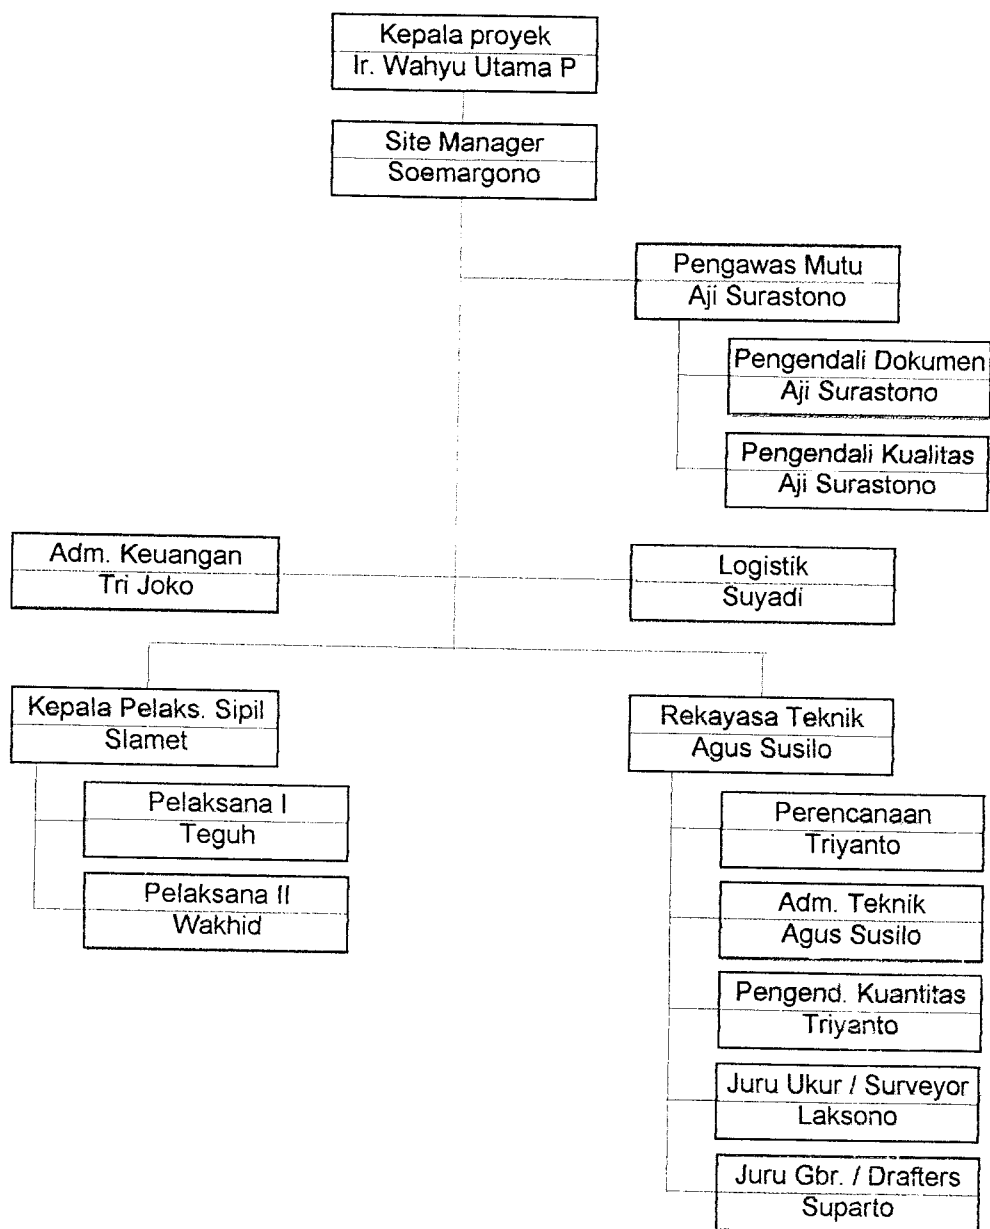 Kepala proyek
Ir. Wahyu Utama P
Site Manager
Soemargono
Pengawas Mutu
Aji Surastono
Pengendali Dokumen
Aji Surastono
Pengendali Kualitas
Aji Surastono
Adm. Keuangan
Tri Joko
Logistik
Suyadi
Kepala Pelaks. Sipil
Slamet
Pelaksana I
Teguh
Pelaksana II
Wakhid
Rekayasa Teknik
Agus Susilo
Perencanaan
Triyanto
Adm. Teknik
Agus Susilo
Pengend. Kuantitas
Triyanto
Juru Ukur / Surveyor
Laksono
Juru Gbr. / Drafters
Suparto